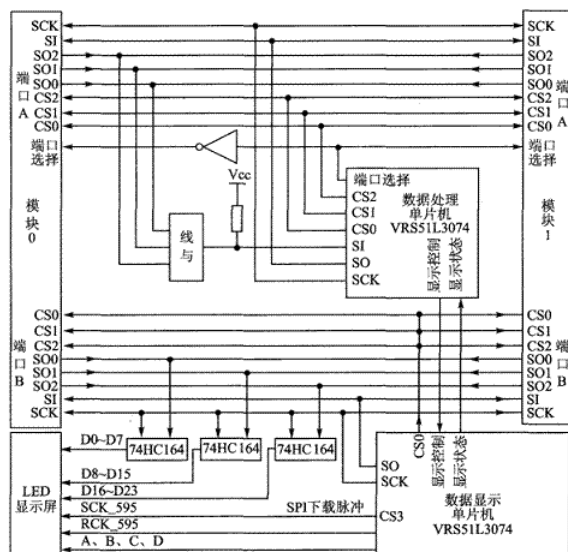 SCK
SI
SO2
SO1
SO0
CS2
CS1
CS0
端口选择
端口A
模块0
CS0
CS1
CS2
SO0
SO1
SO2
SI
SCK
端口B
Vcc
线与
端口选择
CS2
CS1
CS0
SI
SO
SCK
数据处理
单片机
VRS51L3074
显示控制
显示状态
SCK
SI
SO2
SO1
SO0
CS2
CS1
CS0
端口选择
端口A
模块1
CS0
CS1
CS2
SO0
SO1
SO2
SI
SCK
端口B
74HC164
74HC164
74HC164
LED
显示屏
D0~D7
D8~D15
D16~D23
SCK_595
RCK_595
A、B、C、D
SPI下载脉冲
CS0
显示控制
显示状态
SO
SCK
CS3
数据显示
单片机
VRS51L3074